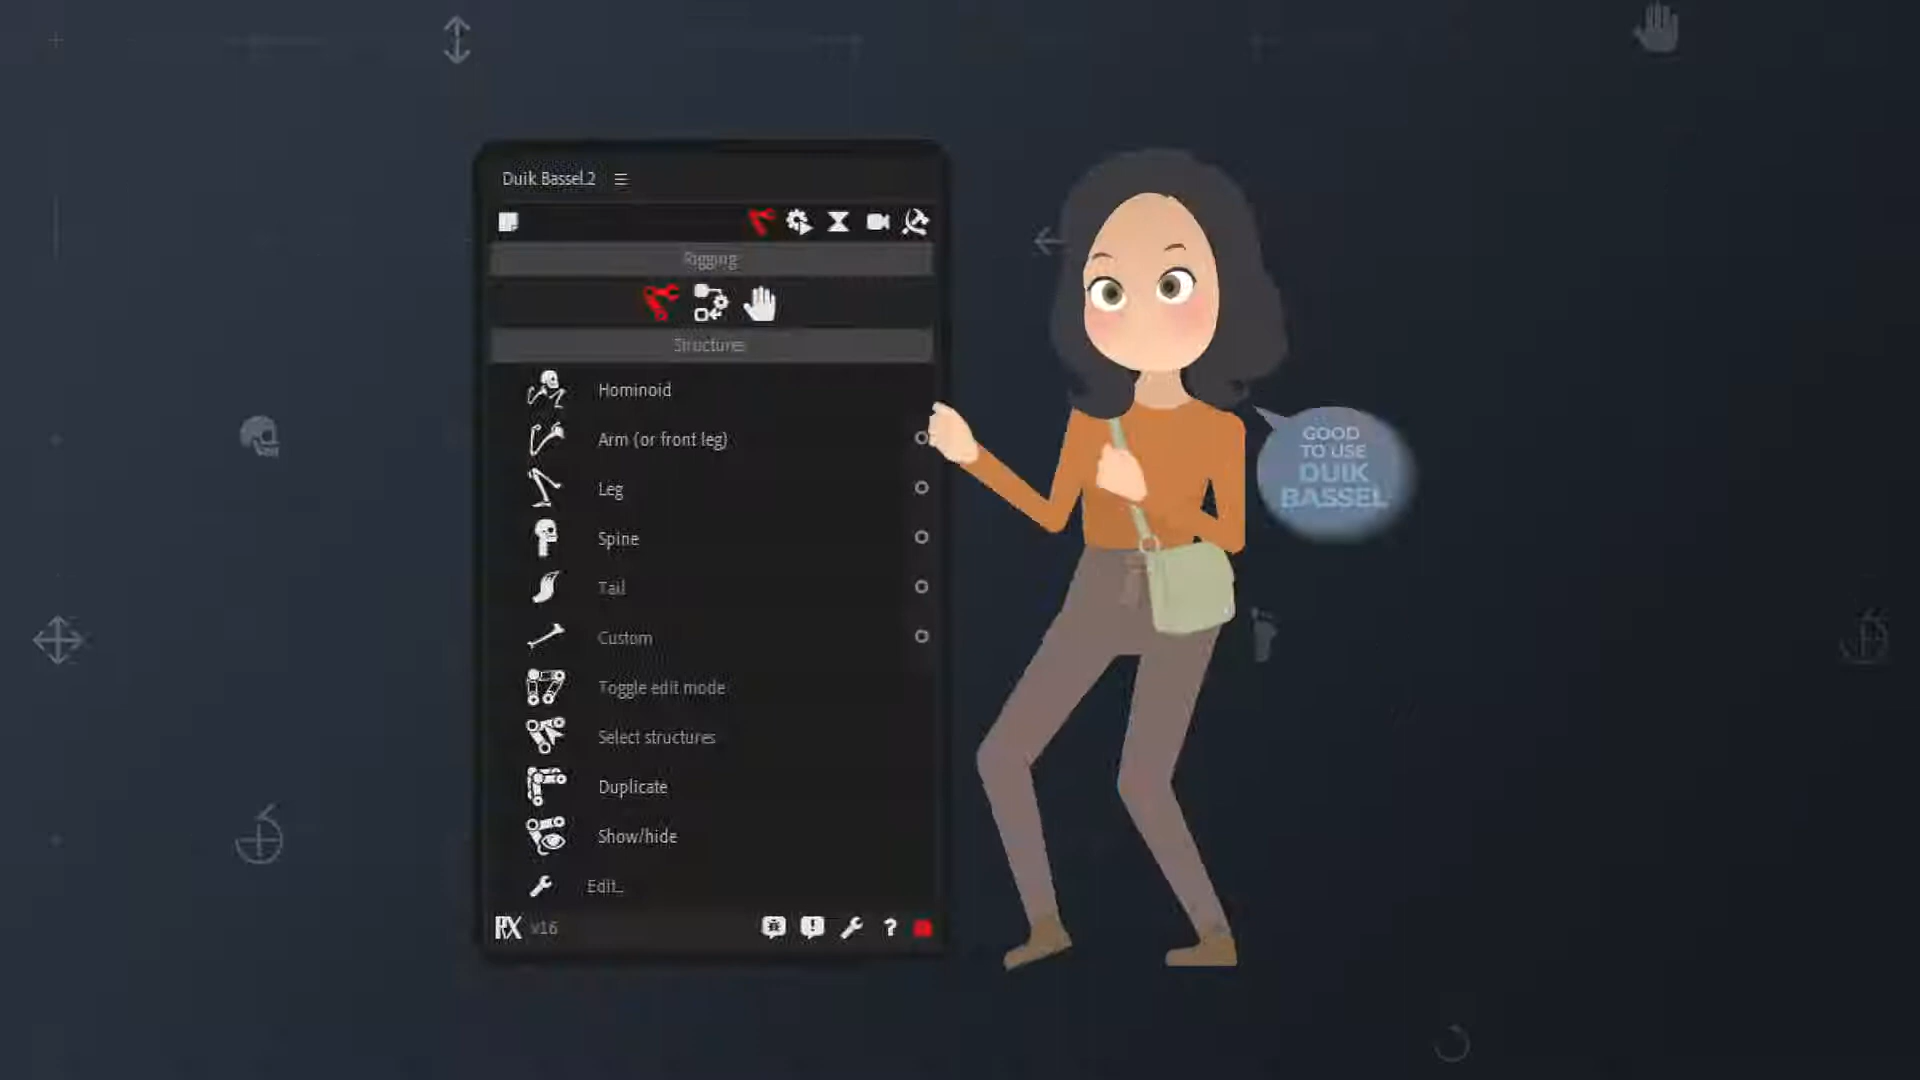 Duik Bassel.2
Rigging
Structures
Hominoid
Arm (or front leg)
Leg
Spine
Tail
Custom
Toggle edit mode
Select structures
Duplicate
Show/hide
Edit...
RX v16
?
GOOD
TO USE
DUIK
BASSEL